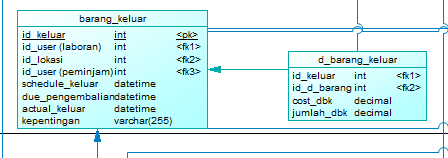 barang_keluar
id_keluar int <pk>
id_user (laboran) int <fk1>
id_lokasi int <fk2>
id_user (peminjam) int <fk3>
schedule_keluar datetime
due_pengembalian datetime
actual_keluar datetime
kepentingan varchar(255)
d_barang_keluar
id_keluar int <fk1>
id_d_barang int <fk2>
cost_dbk decimal
jumlah_dbk decimal